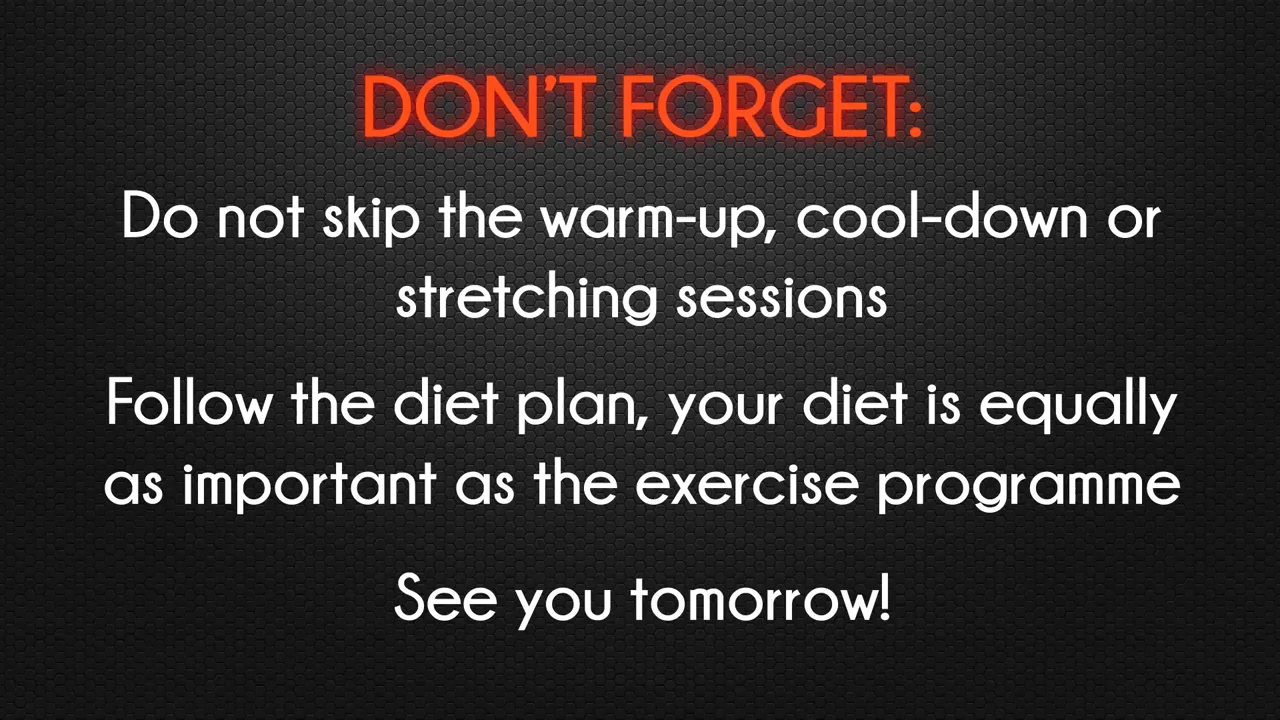 DON'T FORGET:
Do not skip the warm-up, cool-down or
stretching sessions
Follow the diet plan, your diet is equally
as important as the exercise programme
See you tomorrow!